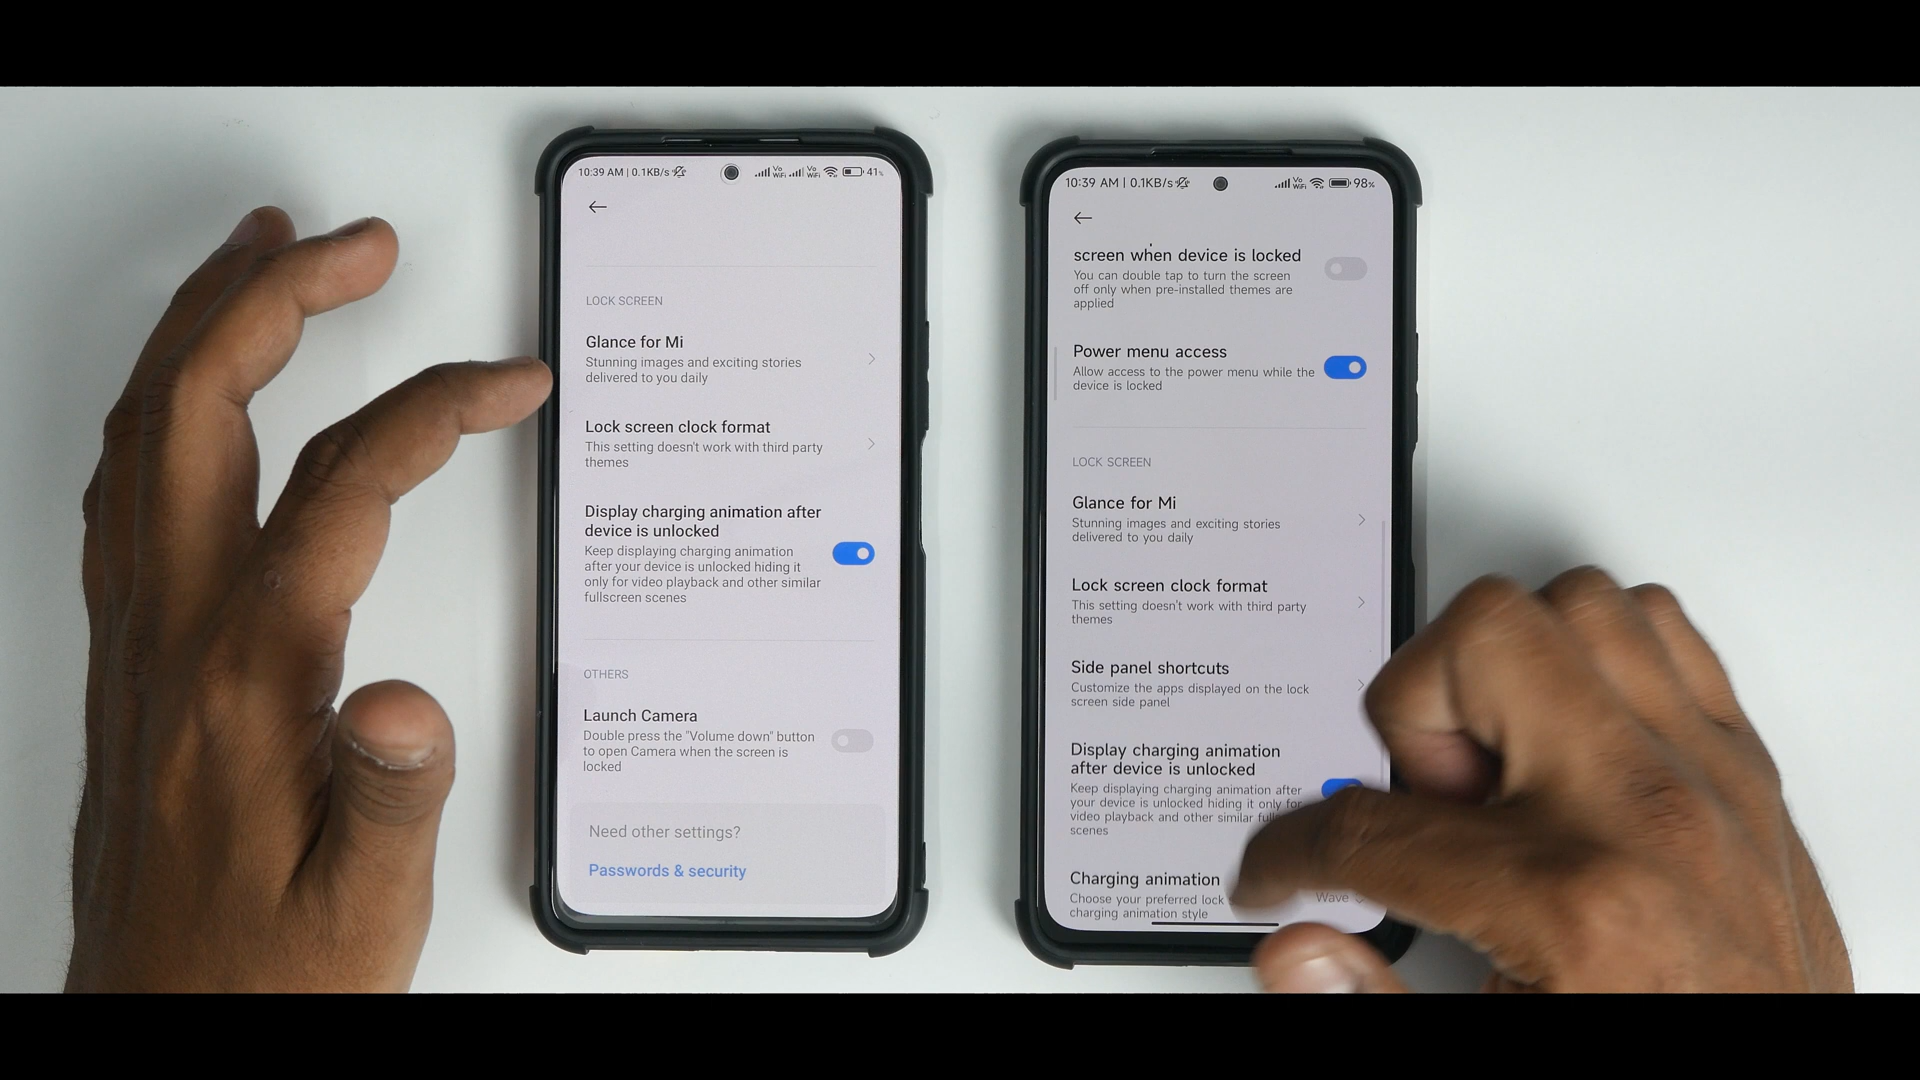 10:39 AM | 0.1KB/s
Vo
WiFi
Vo
WiFi
41%
LOCK SCREEN
Glance for Mi
Stunning images and exciting stories
delivered to you daily
Lock screen clock format
This setting doesn't work with third party
themes
Display charging animation after
device is unlocked
Keep displaying charging animation
after your device is unlocked hiding it
only for video playback and other similar
fullscreen scenes
OTHERS
Launch Camera
Double press the "Volume down" button
to open Camera when the screen is
locked
Need other settings?
Passwords & security
10:39 AM | 0.1KB/s
Vo
WiFi
98%
screen when device is locked
You can double tap to turn the screen
off only when pre-installed themes are
applied
Power menu access
Allow access to the power menu while the
device is locked
LOCK SCREEN
Glance for Mi
Stunning images and exciting stories
delivered to you daily
Lock screen clock format
This setting doesn't work with third party
themes
Side panel shortcuts
Customize the apps displayed on the lock
screen side panel
Display charging animation
after device is unlocked
Keep displaying charging animation after
your device is unlocked hiding it only for
video playback and other similar
scenes
Charging animation
Choose your preferred lock
charging animation style
Wave